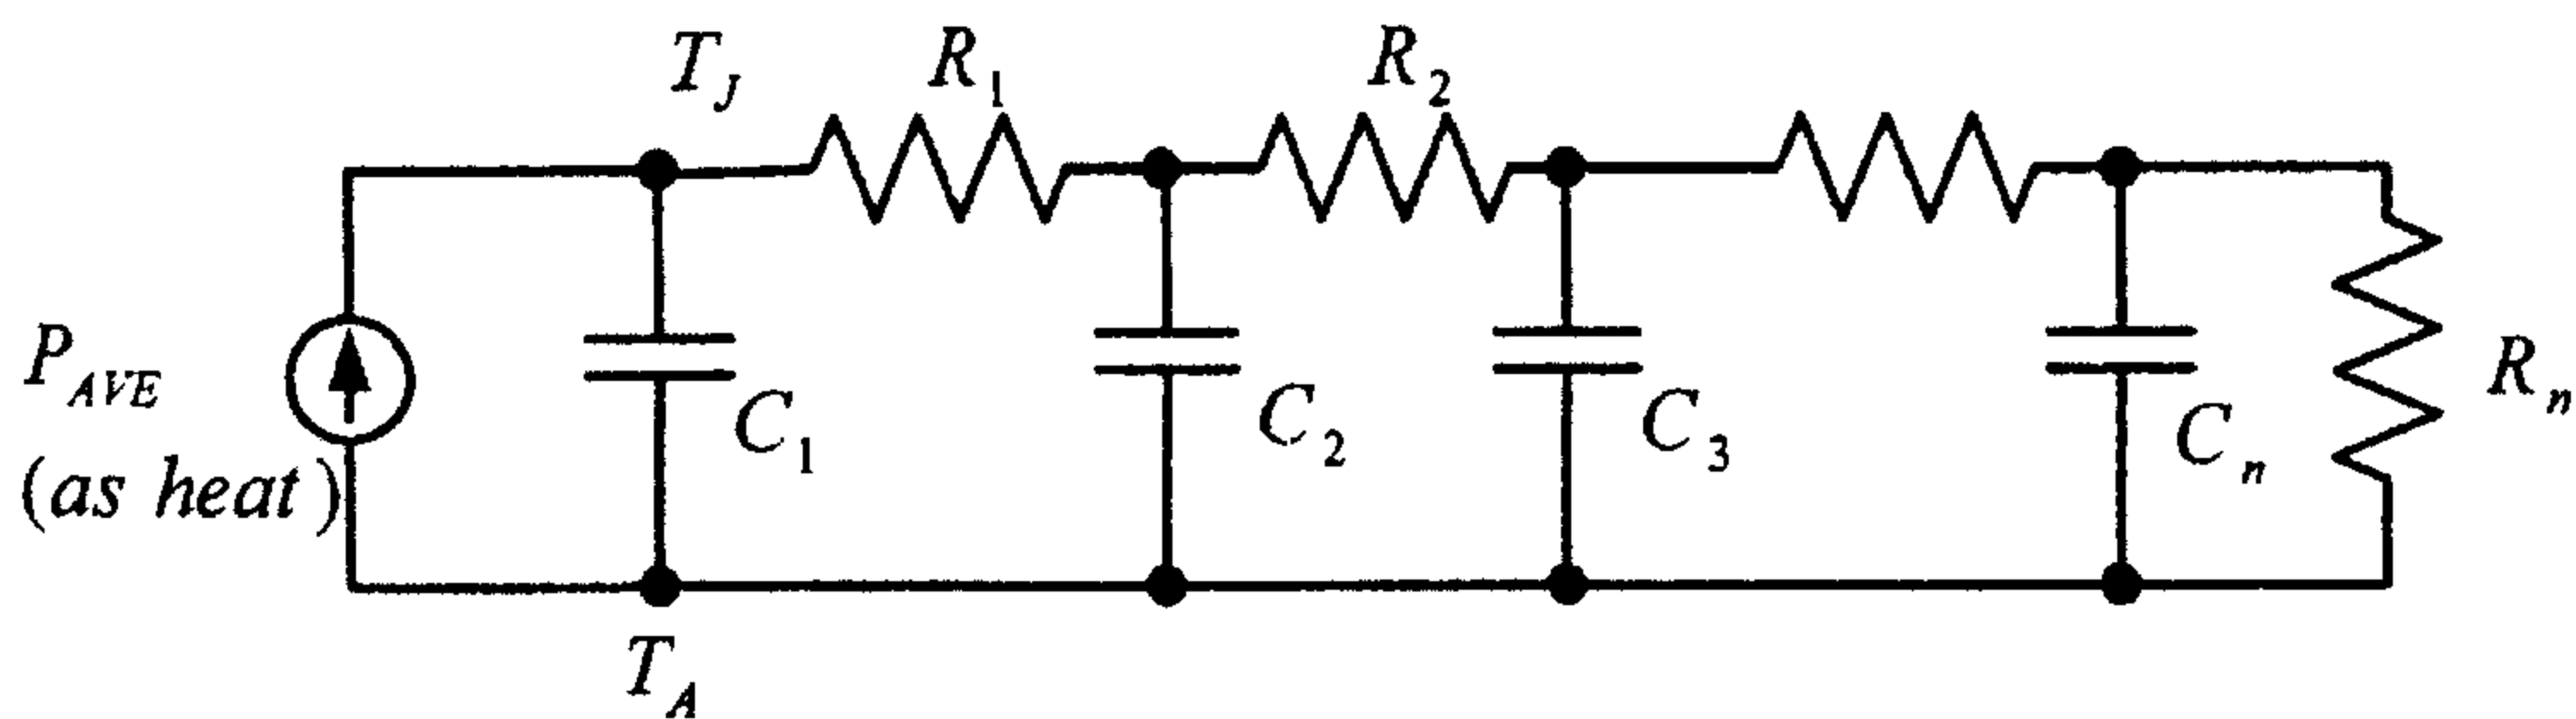 T_J
R_1
R_2
P_AVE
(as heat)
C_1
C_2
C_3
C_n
R_n
T_A